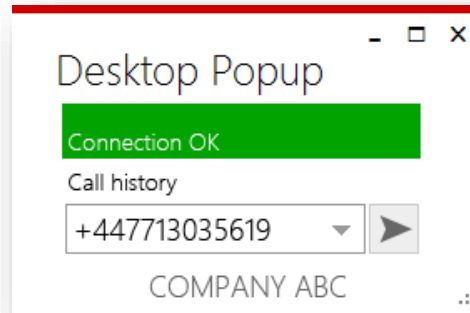 Desktop Popup
Connection OK
Call history
+447713035619
COMPANY ABC